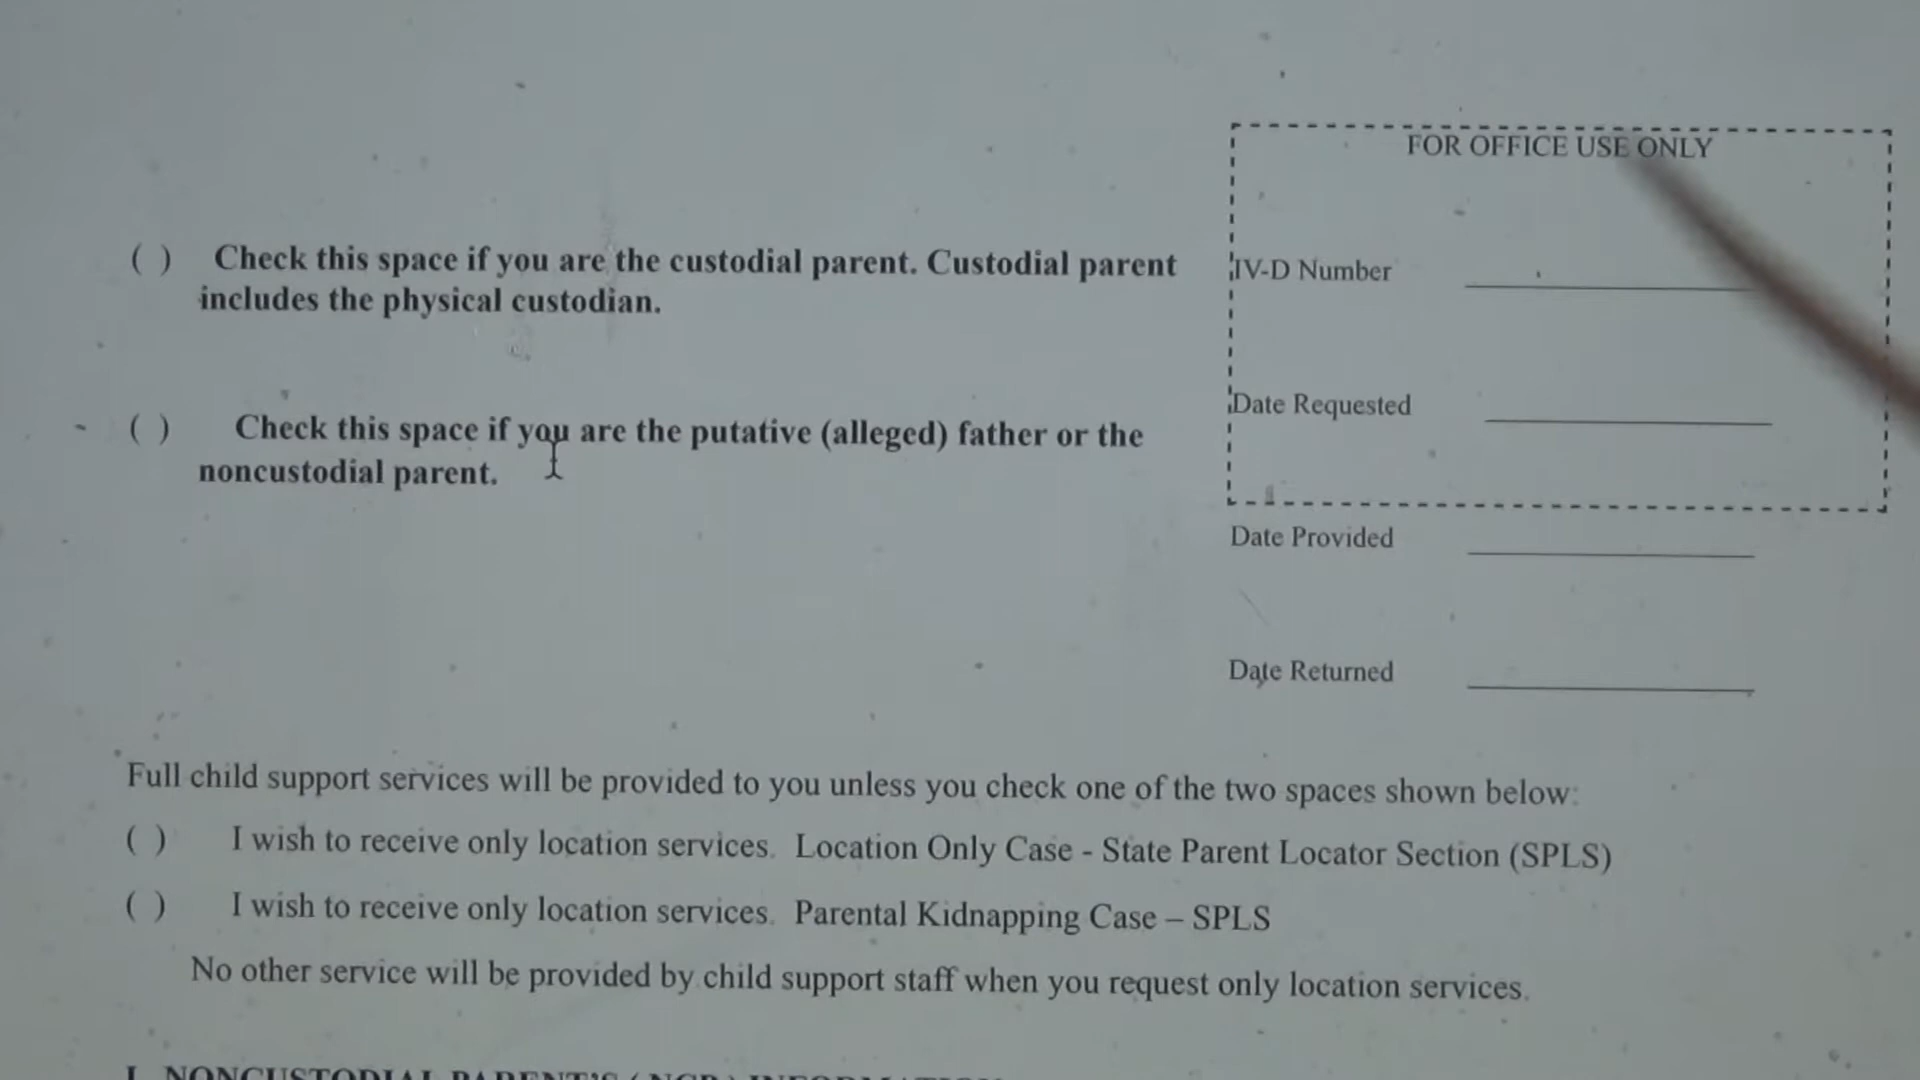 FOR OFFICE USE ONLY
( ) Check this space if you are the custodial parent. Custodial parent
includes the physical custodian.
IV-D Number
( ) Check this space if you are the putative (alleged) father or the
noncustodial parent.
Date Requested
Date Provided
Date Returned
Full child support services will be provided to you unless you check one of the two spaces shown below:
( ) I wish to receive only location services. Location Only Case - State Parent Locator Section (SPLS)
( ) I wish to receive only location services. Parental Kidnapping Case – SPLS
No other service will be provided by child support staff when you request only location services.
I. NONCUSTODIAL PARENT'S (NCP) INFORMATION